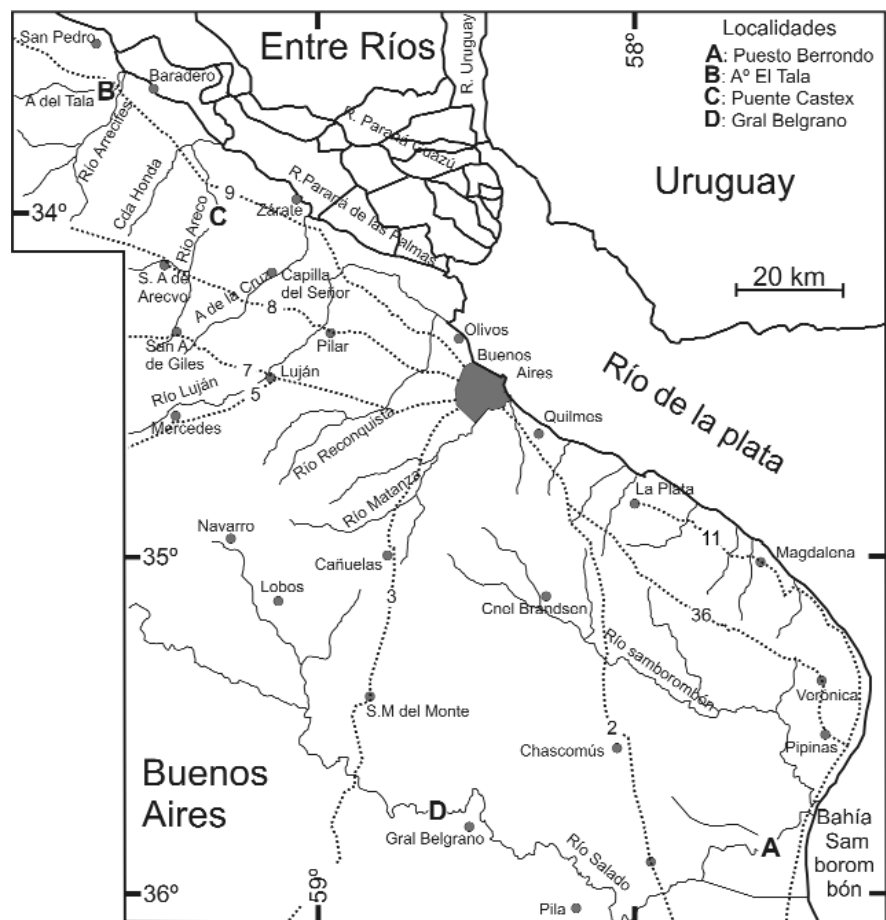 Localidades
A: Puesto Berrondo
B: Aº El Tala
C: Puente Castex
D: Gral Belgrano
San Pedro
Entre Ríos
R. Uruguay
58º
Baradero
B
A del Tala
Río Arrecifes
R. Paraná Guazú
Uruguay
Cda Honda
9
R.Paraná de las Palmas
34º
Río Areco
C
Zárate
20 km
S. A de
Arecvo
A de la Cruz
Capilla
del Señor
8
San A
de Giles
Pilar
Olivos
Buenos
Aires
7
Luján
5
Río Luján
Mercedes
Río de la plata
Río Reconquista
Quilmos
Río Matanza
La Plata
Navarro
11
Magdalona
35º
Cañuelas
Lobos
3
Cnol Brandson
36
Río samborombón
Verónica
S.M del Monte
2
Chascomús
Pipinas
Buenos
Aires
D
Gral Belgrano
Río Salado
A
Bahía
Sam
borom
bón
36º
59º
Pila